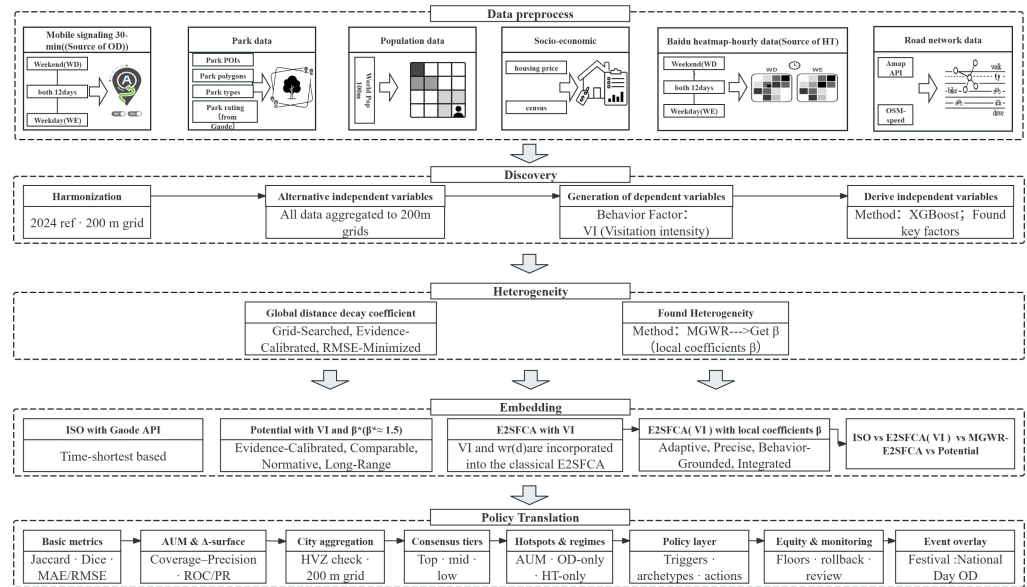 Data preprocess
Mobile signaling 30-
min((Source of OD))
Weekend(WD)
both 12days
Weekday(WE)
A
Park data
Park POIs
Park polygons
Park types
Park rating
(from
Gaode)
Population data
World Pop
100m
Socio-economic
housing price
census
Baidu heatmap-hourly data(Source of HT)
Weekend(WD
both 12days
Weekday(WE)
WD
WE
Road network data
Amap
API
OSM-
speed
walk
bike
drive
Discovery
Harmonization
2024 ref · 200 m grid
Alternative independent variables
All data aggregated to 200m
grids
Generation of dependent variables
Behavior Factor：
VI (Visitation intensity)
Derive independent variables
Method：XGBoost；Found
key factors
Heterogeneity
Global distance decay coefficient
Grid-Searched, Evidence-
Calibrated, RMSE-Minimized
Found Heterogeneity
Method：MGWR--->Get β
（local coefficients β）
Embedding
ISO with Gaode API
Time-shortest based
Potential with VI and β*(β*≈ 1.5)
Evidence-Calibrated, Comparable,
Normative, Long-Range
E2SFCA with VI
VI and wr(d)are incorporated
into the classical E2SFCA
E2SFCA( VI ) with local coefficients β
Adaptive, Precise, Behavior-
Grounded, Integrated
ISO vs E2SFCA( VI ) vs MGWR-
E2SFCA vs Potential
Policy Translation
Basic metrics
Jaccard · Dice ·
MAE/RMSE
AUM & Δ-surface
Coverage–Precision
· ROC/PR
City aggregation
HVZ check ·
200 m grid
Consensus tiers
Top · mid ·
low
Hotspots & regimes
AUM · OD-only
· HT-only
Policy layer
Triggers ·
archetypes · actions
Equity & monitoring
Floors · rollback ·
review
Event overlay
Festival :National
Day OD